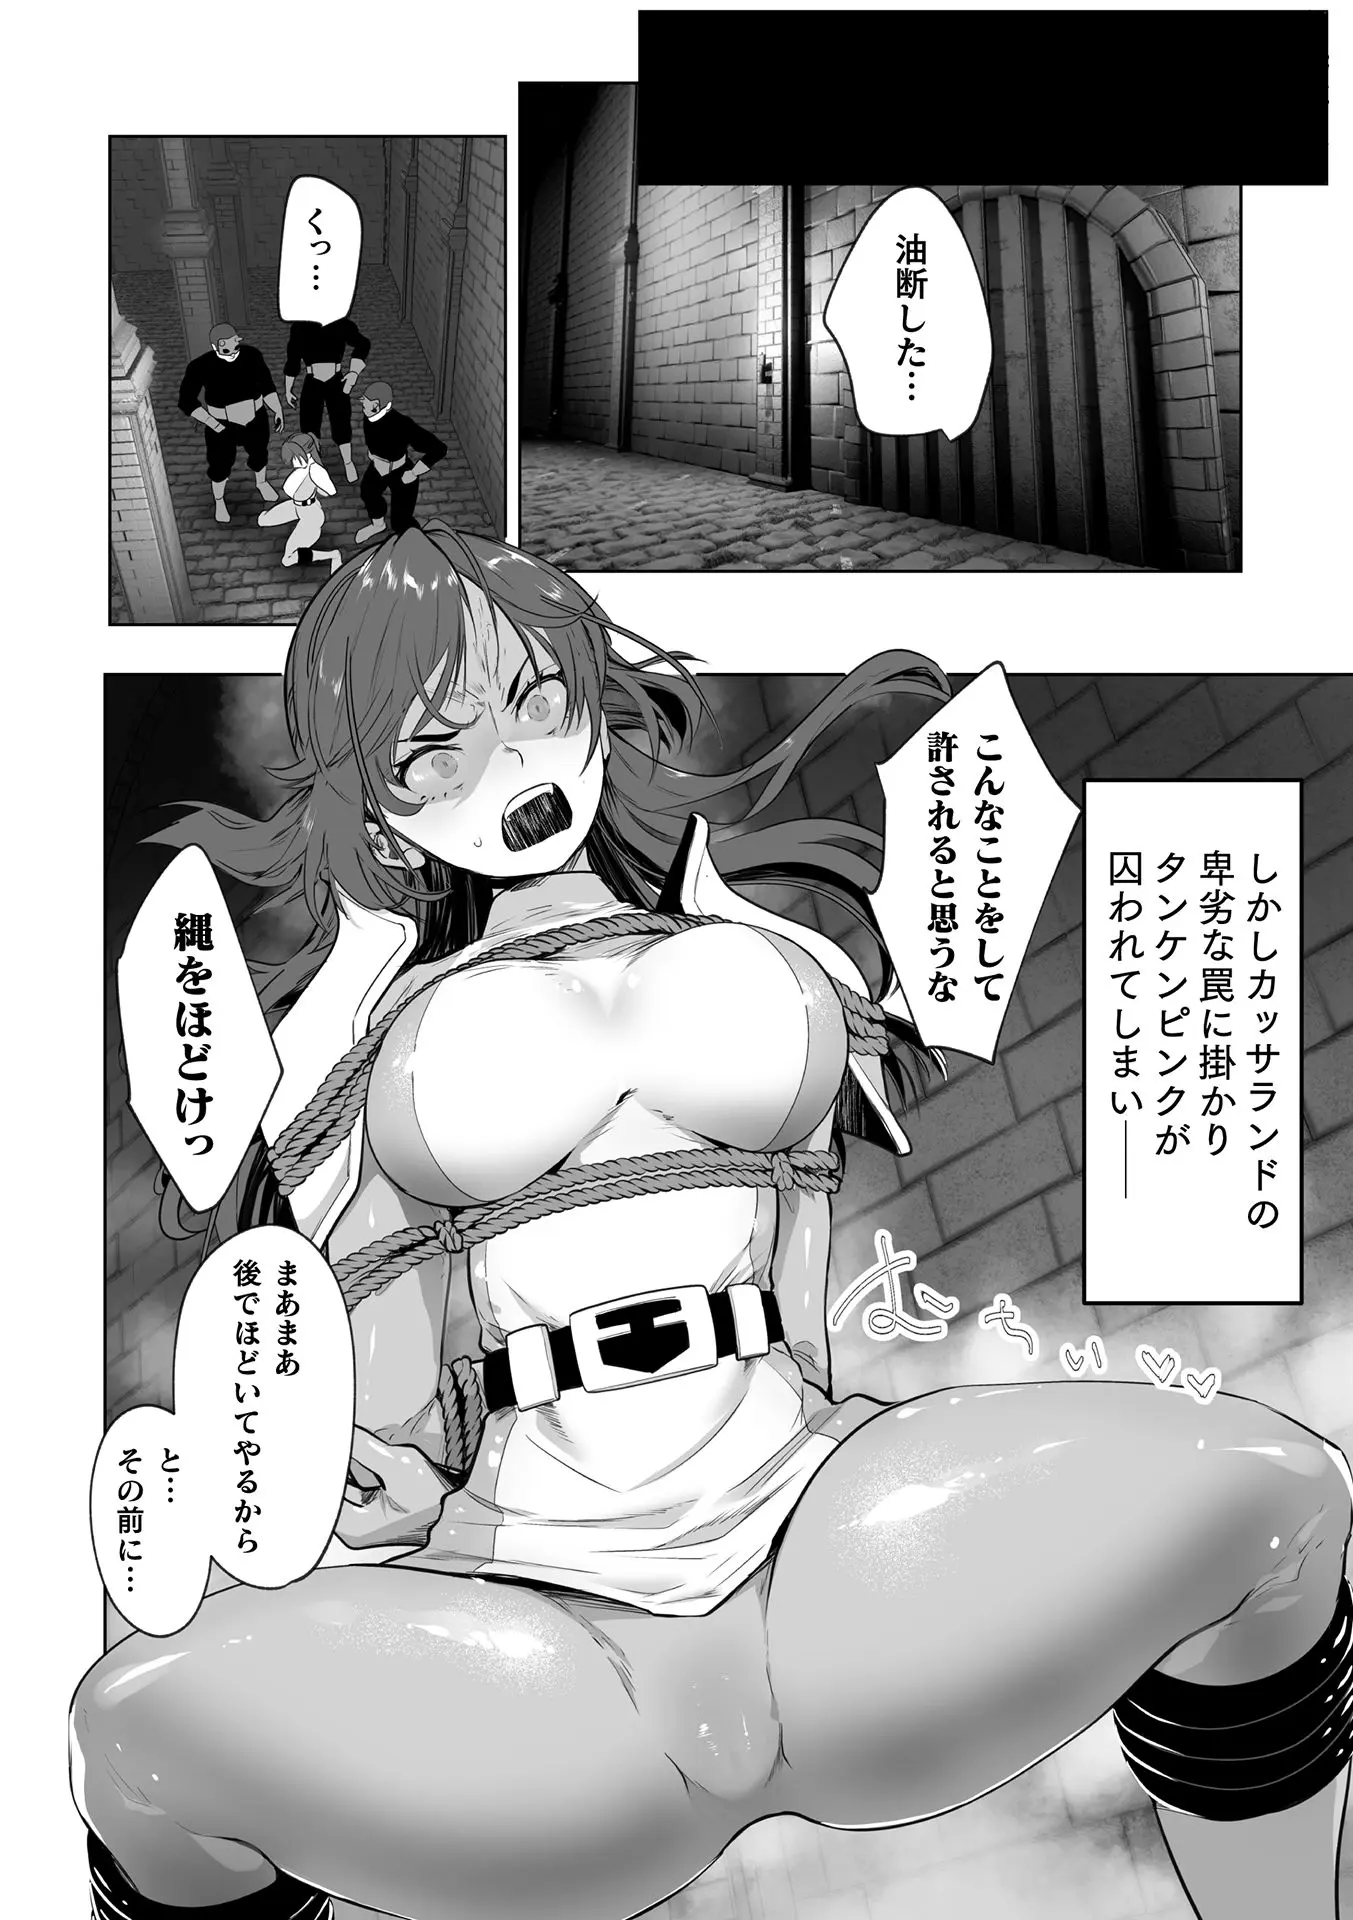 油断した…
くっ…
しかしカッサランドの
卑劣な罠に掛かり
タンケンピンクが
囚われてしまい――
こんなことをして
許されると思うな
縄をほどけっ
まあまあ
後でほどいてやるから
と…
その前に…
むちぃ♡♡